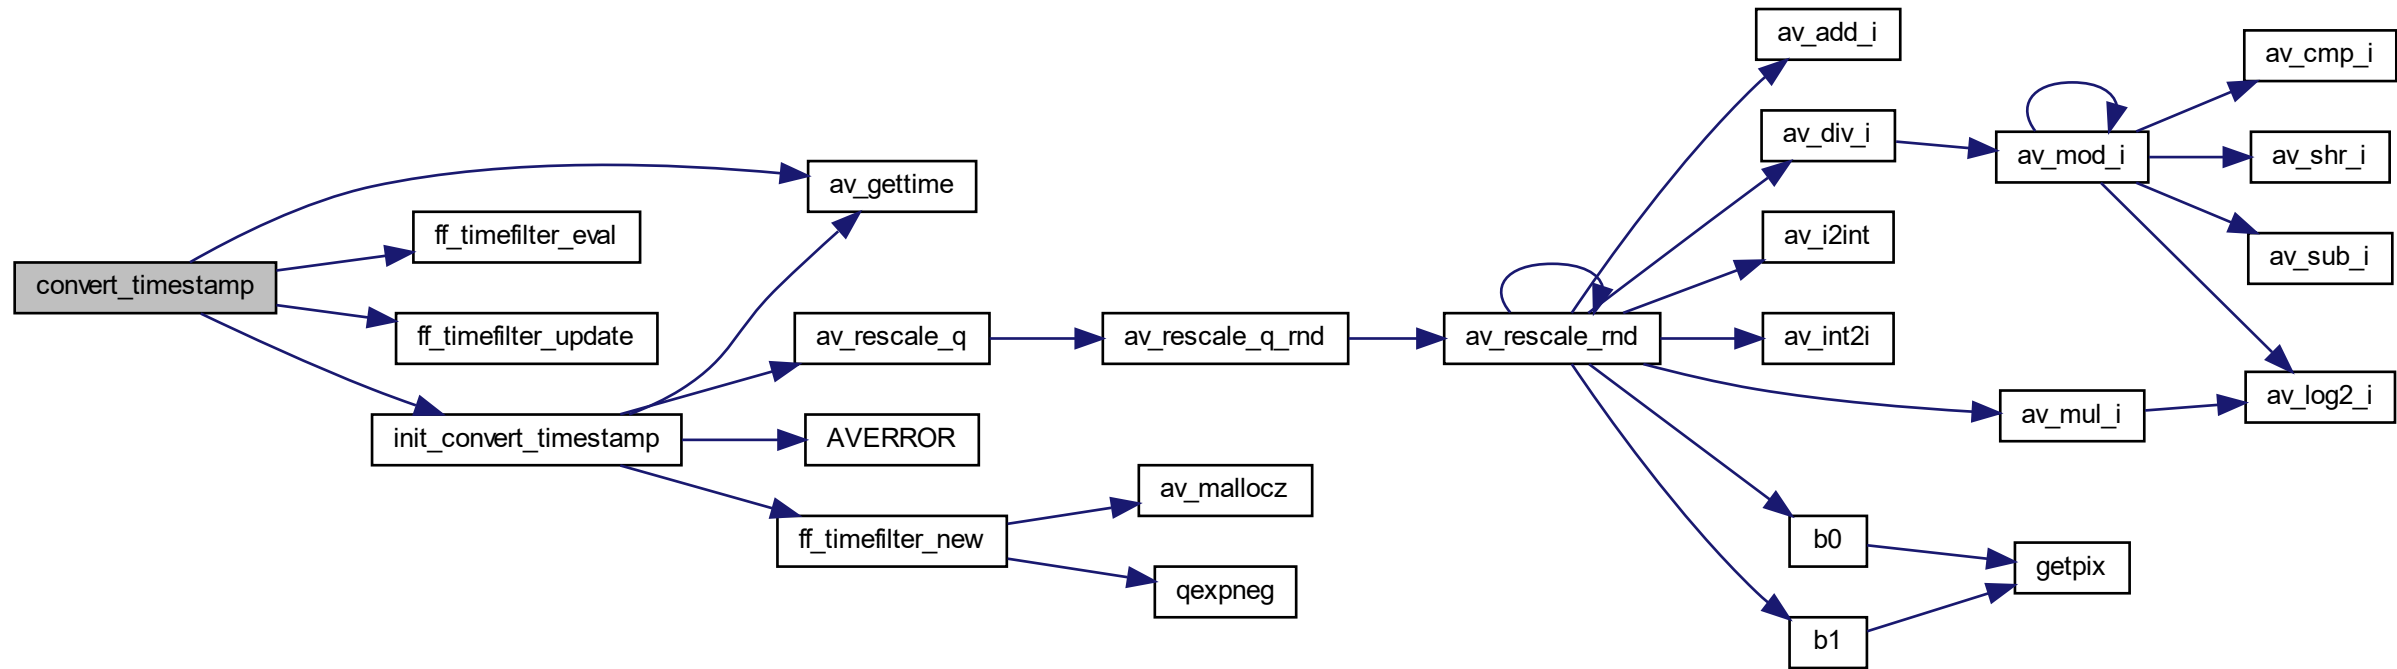 convert_timestamp
av_gettime
ff_timefilter_eval
ff_timefilter_update
init_convert_timestamp
av_rescale_q
AVERROR
ff_timefilter_new
av_rescale_q_rnd
av_mallocz
qexpneg
av_rescale_rnd
av_add_i
av_div_i
av_i2int
av_int2i
av_mul_i
b0
b1
av_mod_i
getpix
av_cmp_i
av_shr_i
av_sub_i
av_log2_i